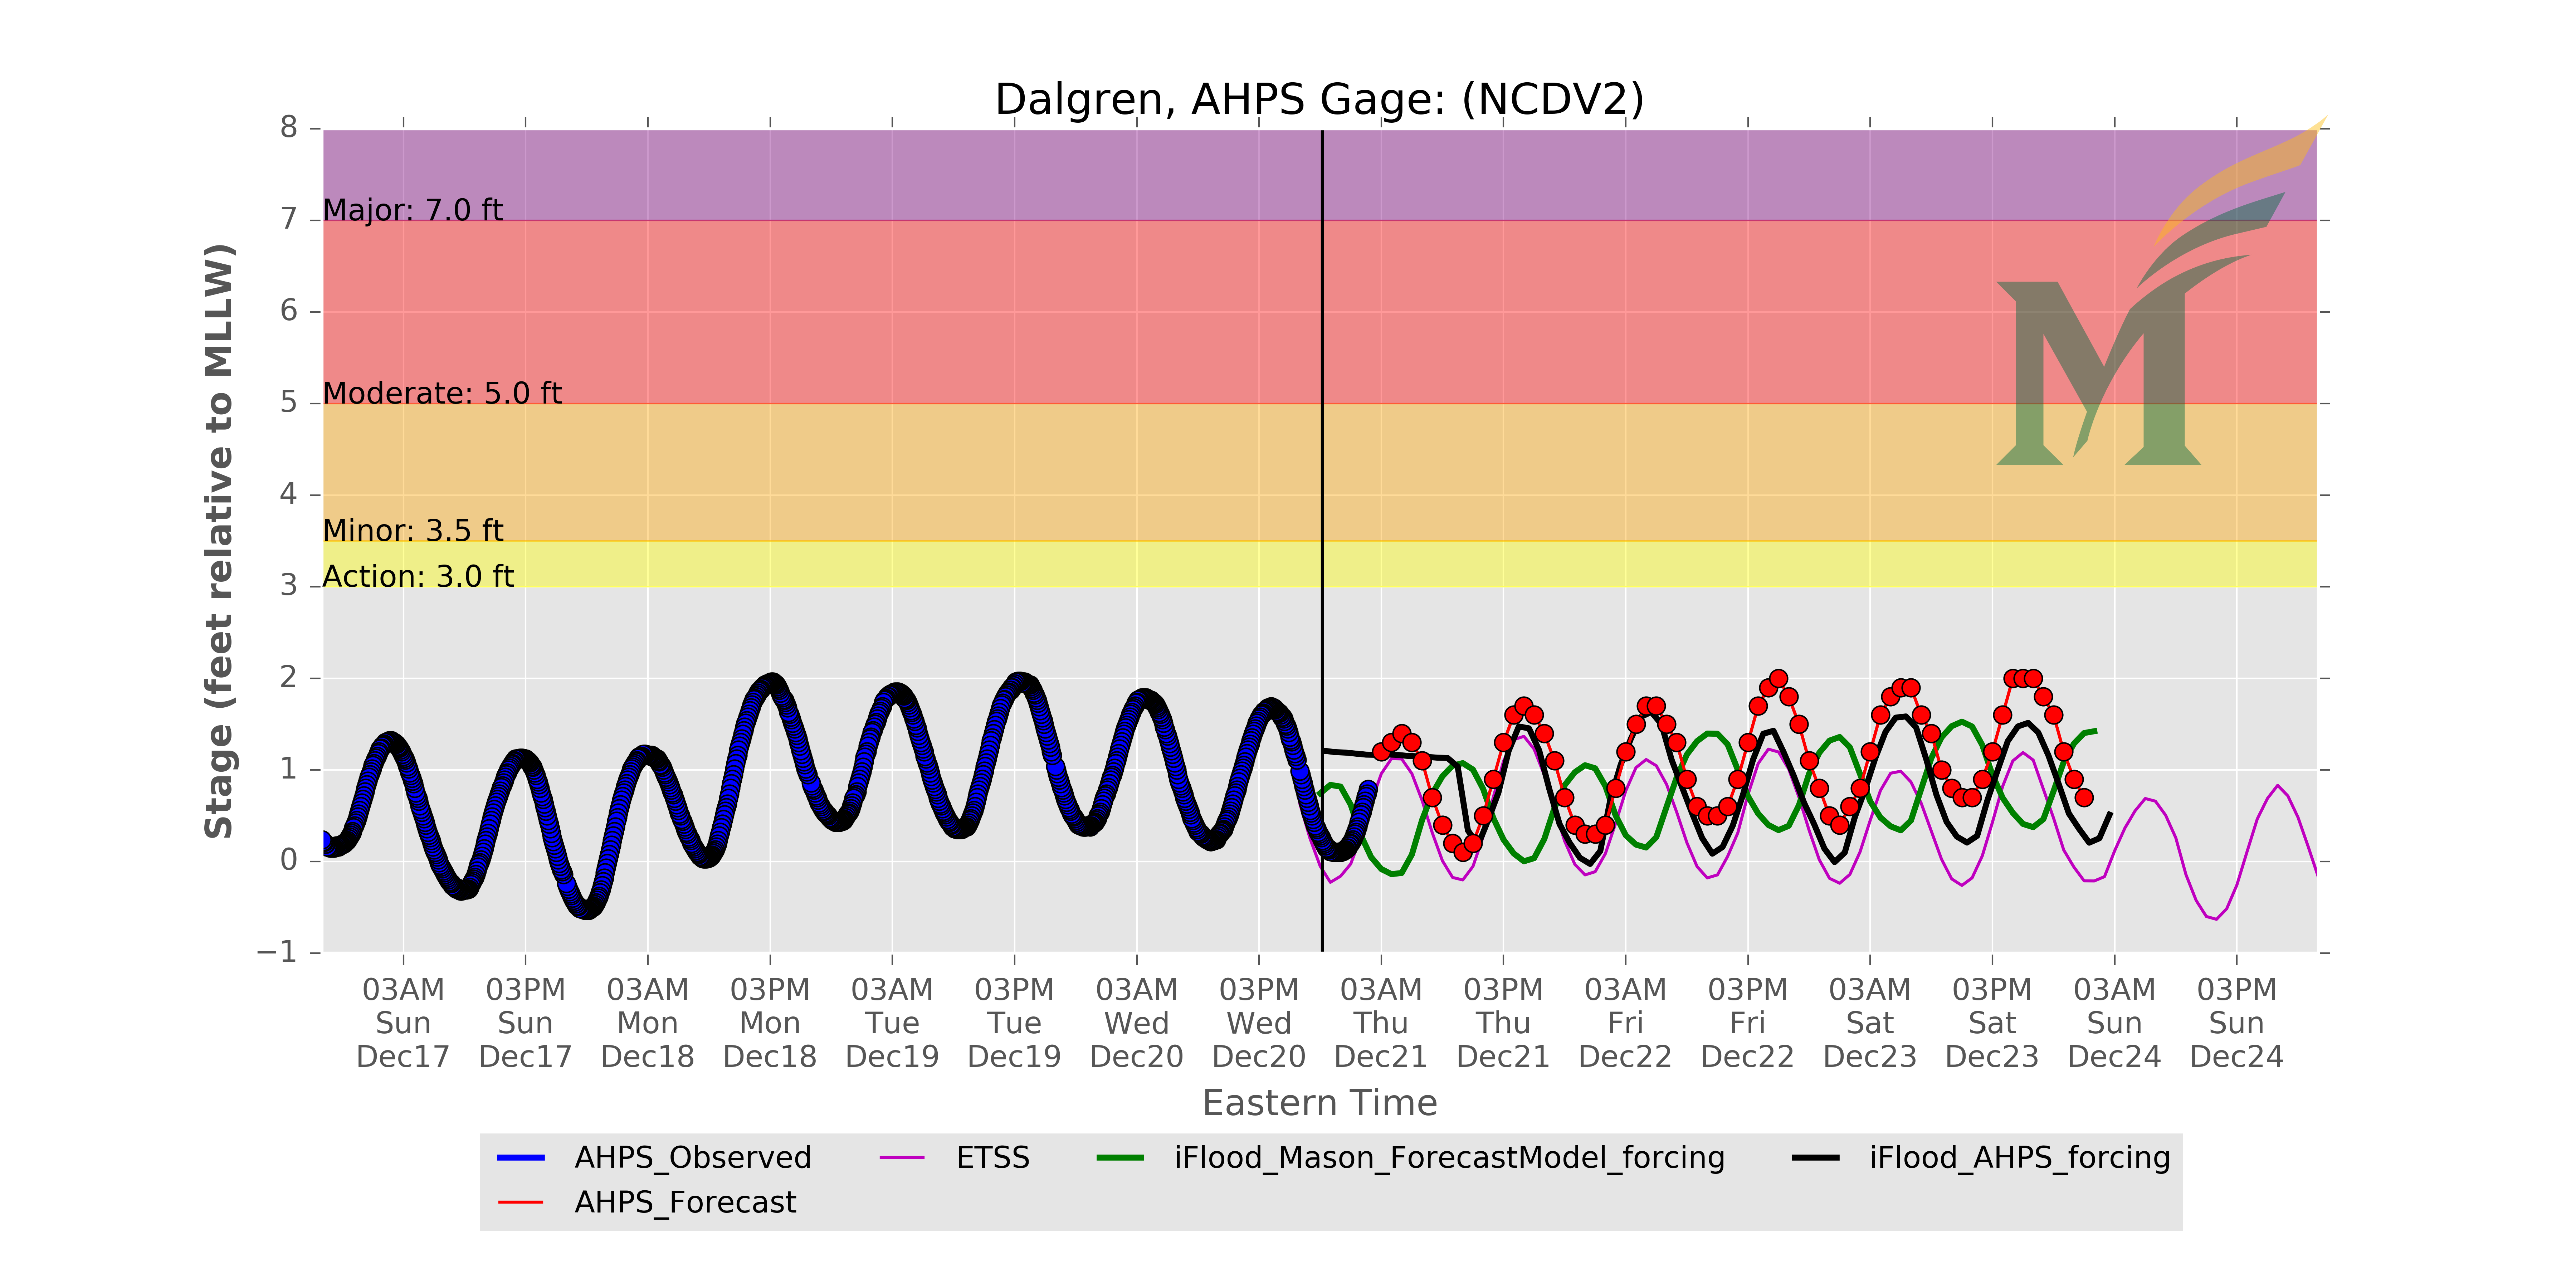 Dalgren, AHPS Gage: (NCDV2)
8
7
6
5
4
3
2
1
0
−1
Stage (feet relative to MLLW)
Major: 7.0 ft
Moderate: 5.0 ft
Minor: 3.5 ft
Action: 3.0 ft
M
03AM 03PM 03AM 03PM 03AM 03PM 03AM 03PM 03AM 03PM 03AM 03PM 03AM 03PM 03AM 03PM
Sun Sun Mon Mon Tue Tue Wed Wed Thu Thu Fri Fri Sat Sat Sun Sun
Dec17 Dec17 Dec18 Dec18 Dec19 Dec19 Dec20 Dec20 Dec21 Dec21 Dec22 Dec22 Dec23 Dec23 Dec24 Dec24
Eastern Time
AHPS_Observed ETSS iFlood_Mason_ForecastModel_forcing iFlood_AHPS_forcing
AHPS_Forecast